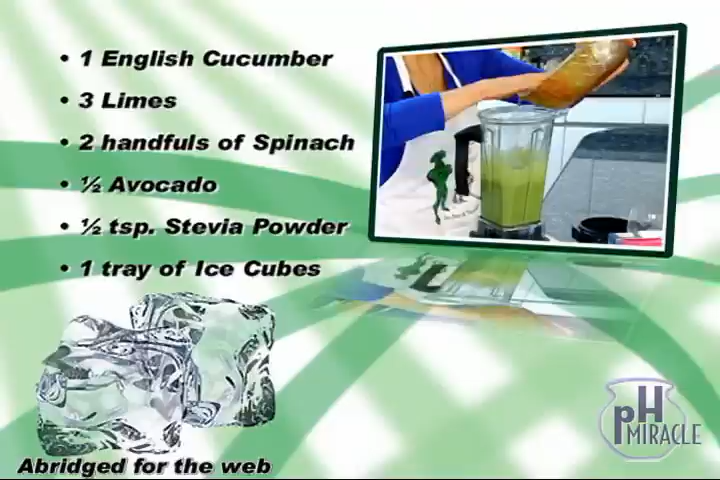 • 1 English Cucumber
• 3 Limes
• 2 handfuls of Spinach
• ½ Avocado
• ½ tsp. Stevia Powder
• 1 tray of Ice Cubes
pH
MIRACLE
Abridged for the web